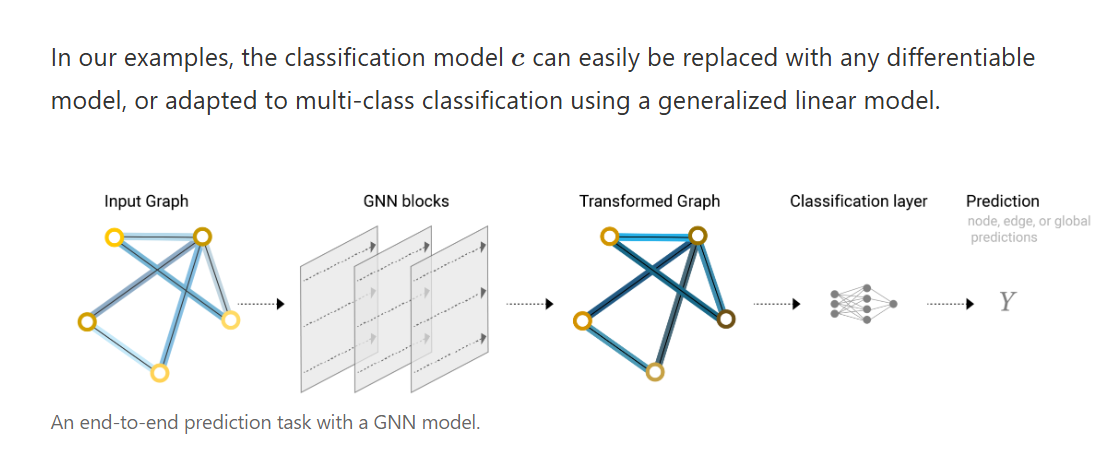 In our examples, the classification model c can easily be replaced with any differentiable
model, or adapted to multi-class classification using a generalized linear model.
Input Graph
GNN blocks
Transformed Graph
Classification layer
Prediction
node, edge, or global
predictions
Y
An end-to-end prediction task with a GNN model.